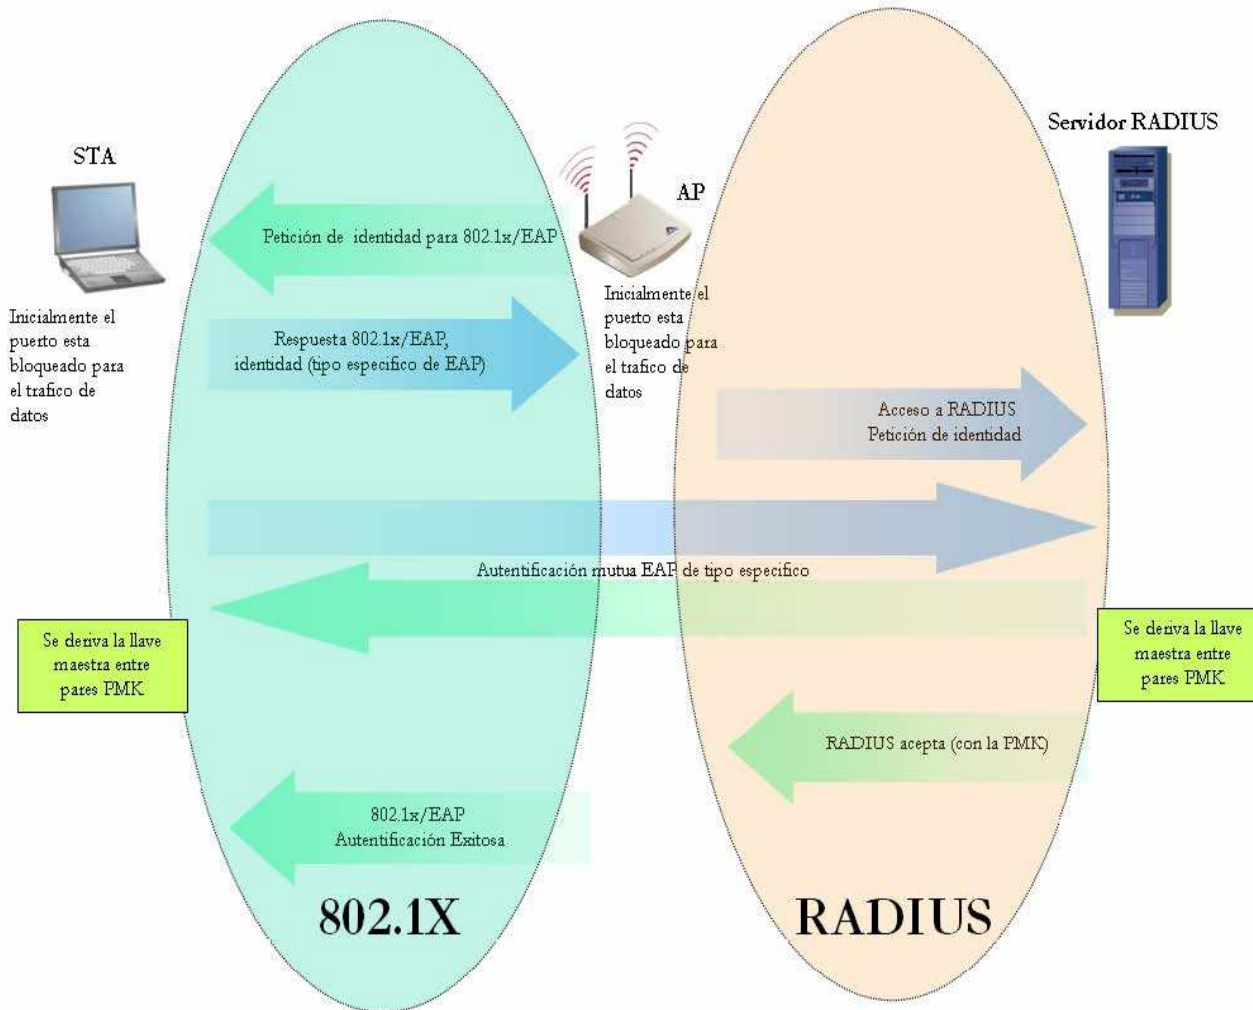 Servidor RADIUS
STA
AP
Petición de identidad para 802.1x/EAP
Inicialmente el
puerto esta
bloqueado para
el trafico de
datos
Respuesta 802.1x/EAP,
identidad (tipo especifico de EAP)
Inicialmente el
puerto esta
bloqueado para
el trafico de
datos
Acceso a RADIUS
Petición de identidad
Autentificación mutua EAP de tipo especifico
Se deriva la llave
maestra entre
pares PMK
Se deriva la llave
maestra entre
pares PMK
RADIUS acepta (con la PMK)
802.1x/EAP
Autentificación Exitosa
802.1X
RADIUS